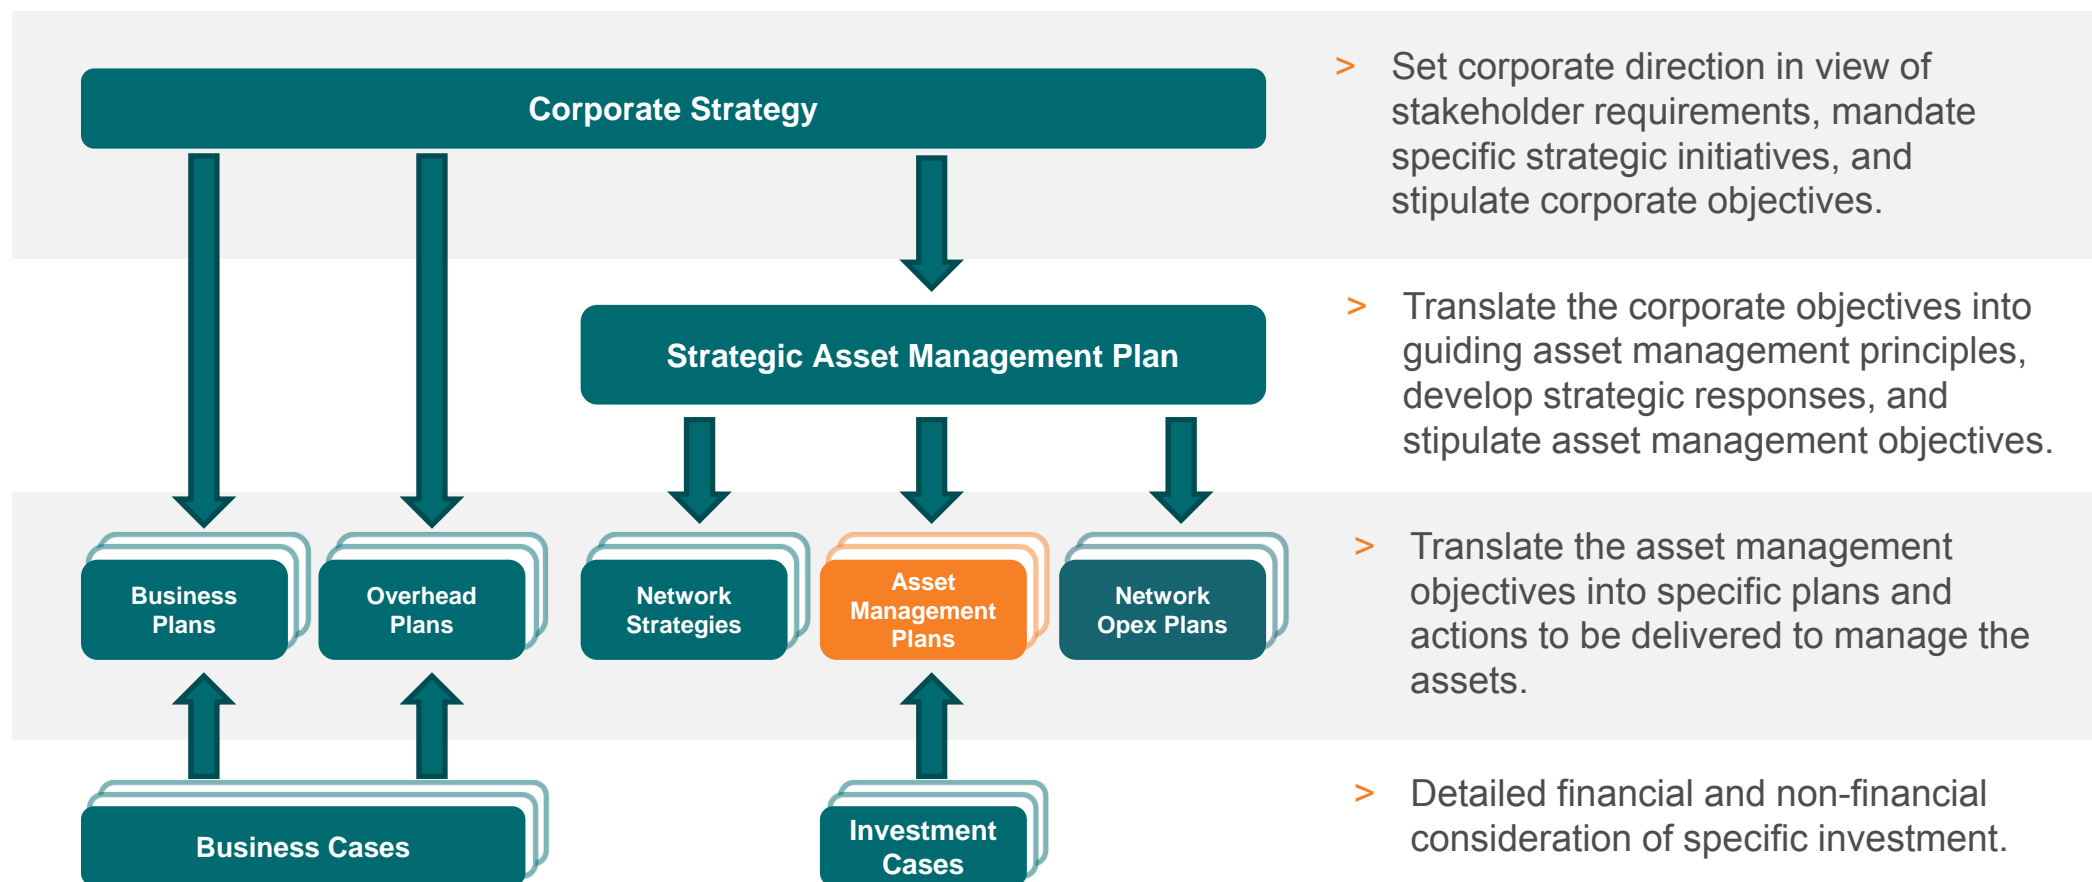 Corporate Strategy
> Set corporate direction in view of
stakeholder requirements, mandate
specific strategic initiatives, and
stipulate corporate objectives.
Strategic Asset Management Plan
> Translate the corporate objectives into
guiding asset management principles,
develop strategic responses, and
stipulate asset management objectives.
Business
Plans
Overhead
Plans
Network
Strategies
Asset
Management
Plans
Network
Opex Plans
> Translate the asset management
objectives into specific plans and
actions to be delivered to manage the
assets.
Business Cases
Investment
Cases
> Detailed financial and non-financial
consideration of specific investment.